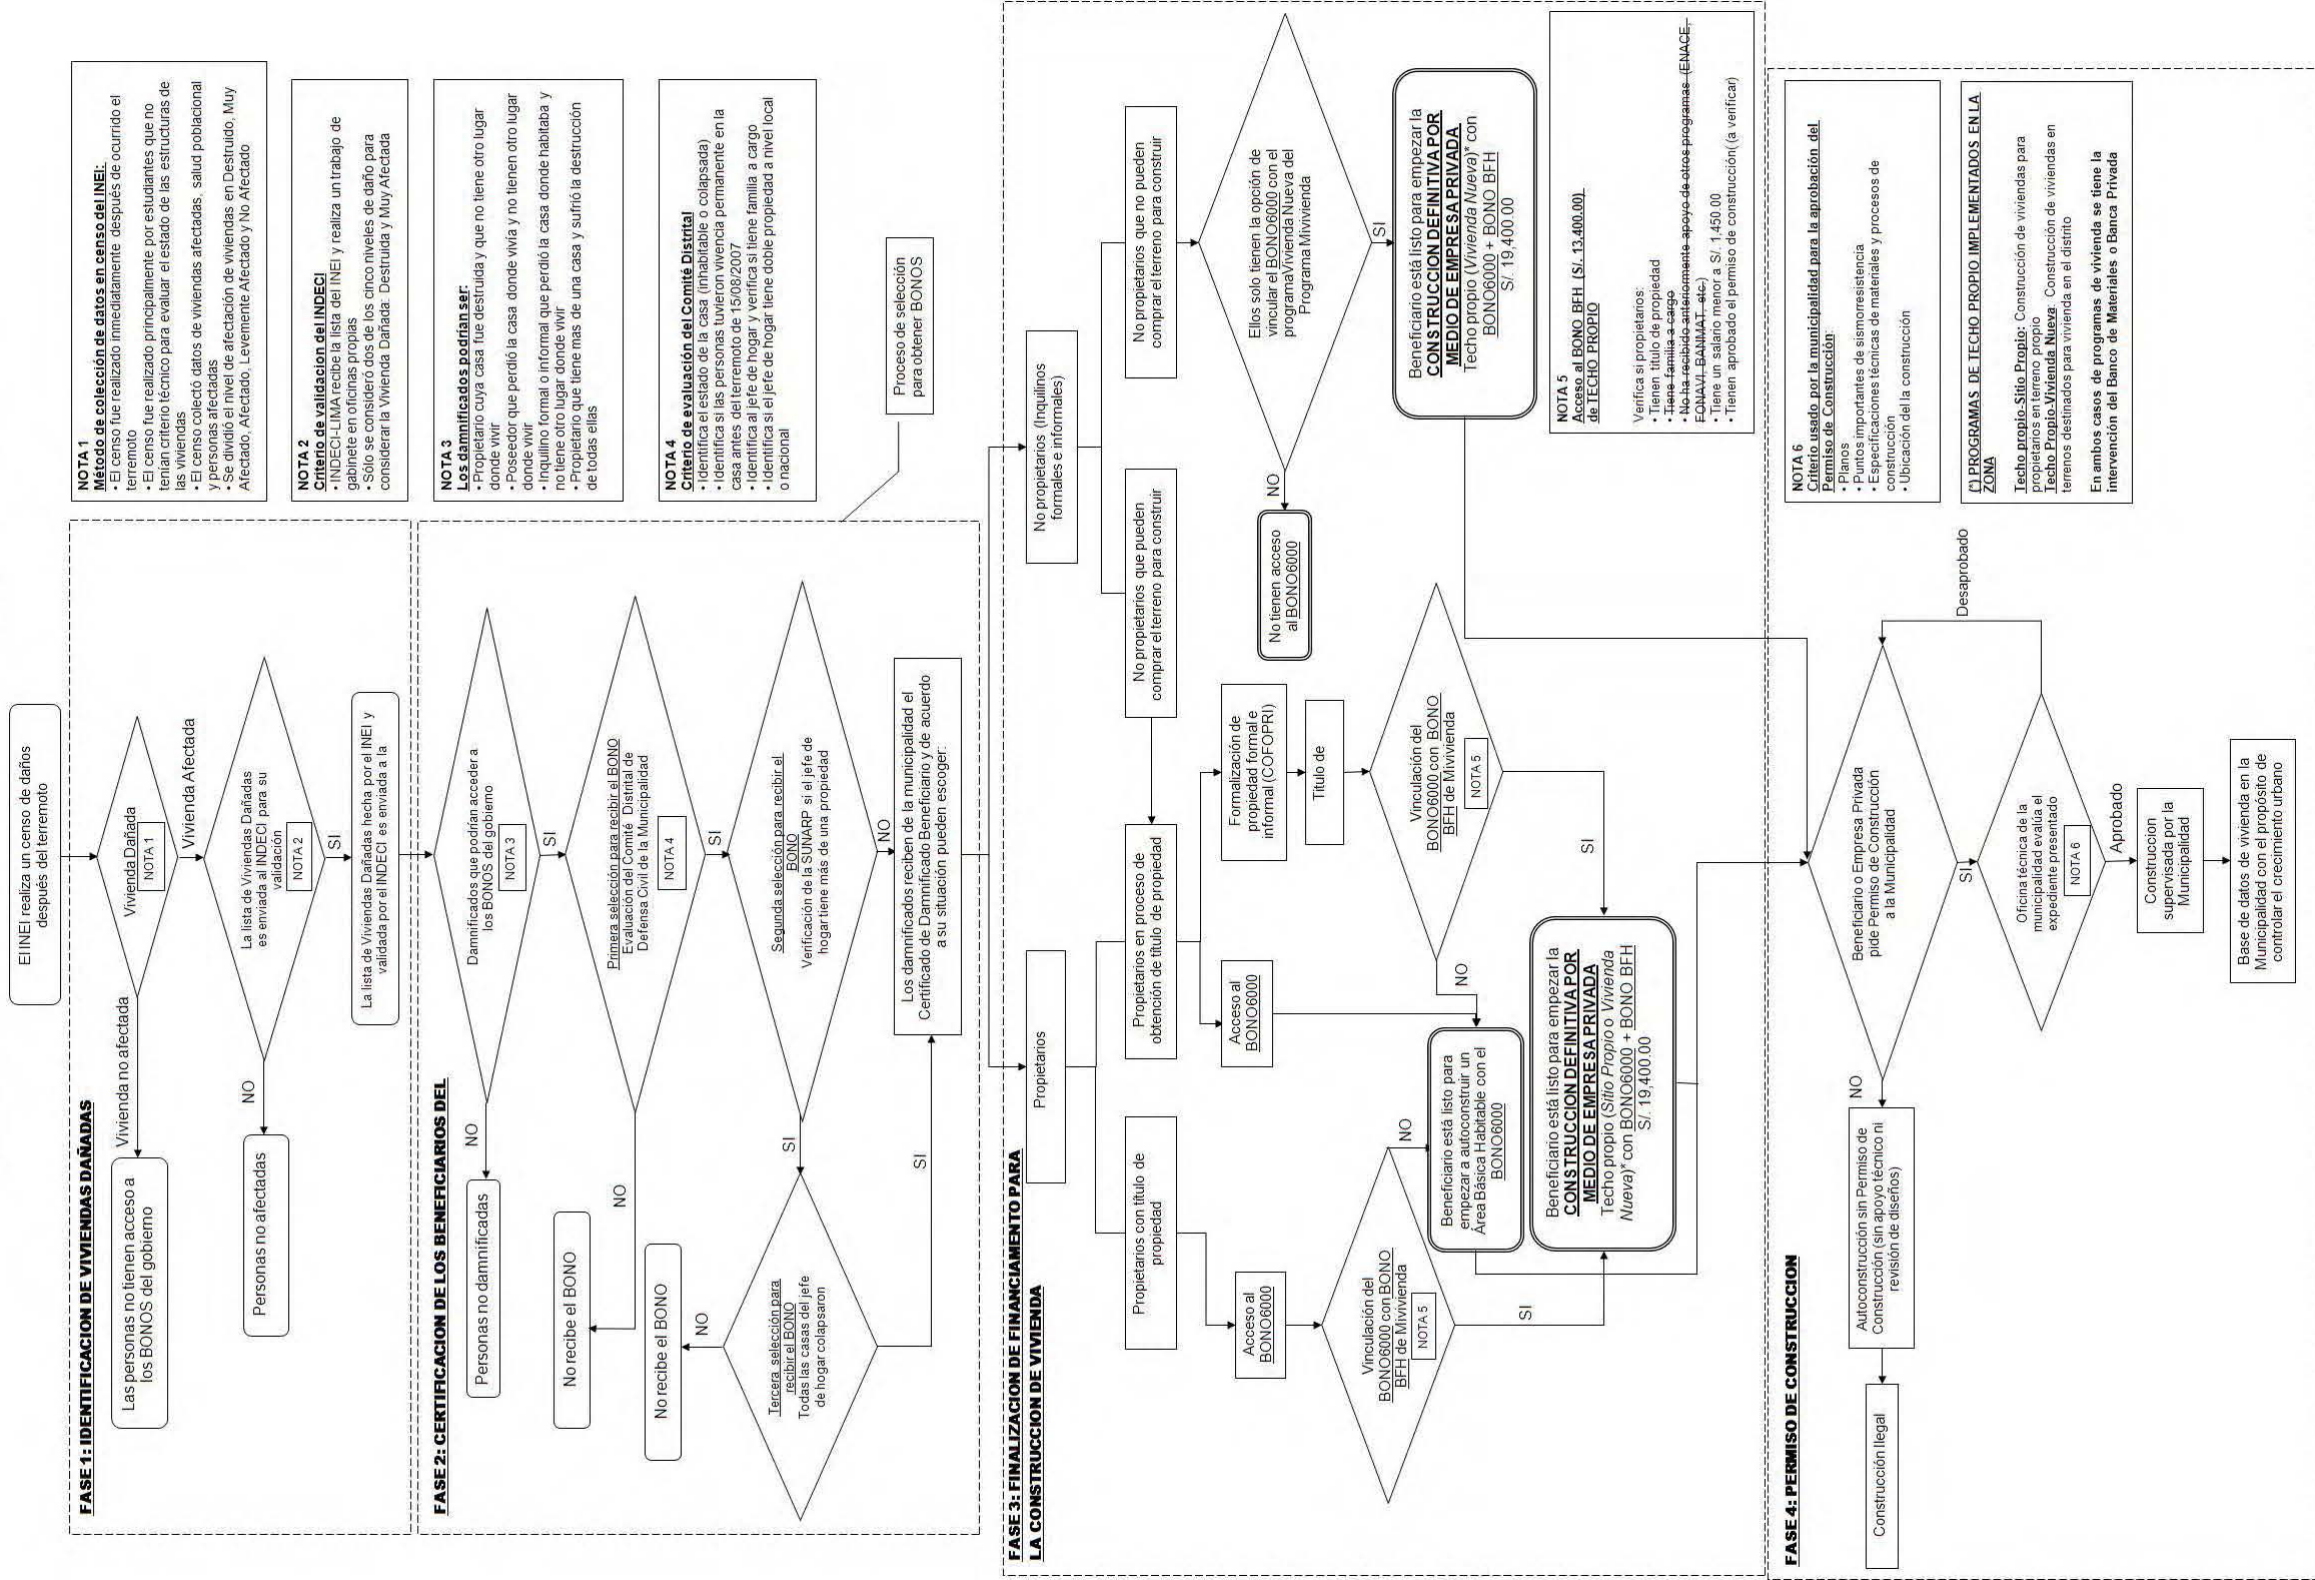 El INEI realiza un censo de daños
después del terremoto
FASE 1: IDENTIFICACION DE VIVIENDAS DAÑADAS
Vivienda Dañada
NOTA 1
Vivienda no afectada
Las personas no tienen acceso a
los BONOS del gobierno
Vivienda Afectada
La lista de Viviendas Dañadas
es enviada al INDECI para su
validación
NOTA 2
NO
Personas no afectadas
SI
La lista de Viviendas Dañadas hecha por el INEI y
validada por el INDECI es enviada a la
NOTA 1
Método de colección de datos en censo del INEI:
• El censo fue realizado inmediatamente después de ocurrido el
terremoto
• El censo fue realizado principalmente por estudiantes que no
tenían criterio técnico para evaluar el estado de las estructuras de
las viviendas
• El censo colectó datos de viviendas afectadas, salud poblacional
y personas afectadas
• Se dividió el nivel de afectación de viviendas en Destruido, Muy
Afectado, Afectado, Levemente Afectado y No Afectado
NOTA 2
Criterio de validacion del INDECI
• INDECI-LIMA recibe la lista del INEI y realiza un trabajo de
gabinete en oficinas propias
• Sólo se consideró dos de los cinco niveles de daño para
considerar la Vivienda Dañada: Destruida y Muy Afectada
FASE 2: CERTIFICACION DE LOS BENEFICIARIOS DEL
Damnificados que podrían acceder a
los BONOS del gobierno
NOTA 3
NO
Personas no damnificadas
SI
Primera selección para recibir el BONO
Evaluación del Comité Distrital de
Defensa Civil de la Municipalidad
NOTA 4
NO
No recibe el BONO
SI
Segunda selección para recibir el
BONO
Verificación de la SUNARP si el jefe de
hogar tiene más de una propiedad
SI
Tercera selección para
recibir el BONO
Todas las casas del jefe
de hogar colapsaron
NO
No recibe el BONO
SI
NO
Los damnificados reciben de la municipalidad el
Certificado de Damnificado Beneficiario y de acuerdo
a su situación pueden escoger:
NOTA 3
Los damnificados podrían ser:
• Propietario cuya casa fue destruida y que no tiene otro lugar
donde vivir
• Poseedor que perdió la casa donde vivía y no tienen otro lugar
donde vivir
• Inquilino formal o informal que perdió la casa donde habitaba y
no tiene otro lugar donde vivir
• Propietario que tiene mas de una casa y sufrió la destrucción
de todas ellas
NOTA 4
Criterio de evaluación del Comité Distrital
• Identifica el estado de la casa (inhabitable o colapsada)
• Identifica si las personas tuvieron vivencia permanente en la
casa antes del terremoto de 15/08/2007
• Identifica al jefe de hogar y verifica si tiene familia a cargo
• Identifica si el jefe de hogar tiene doble propiedad a nivel local
o nacional
Proceso de selección
para obtener BONOS
FASE 3: FINALIZACION DE FINANCIAMENTO PARA
LA CONSTRUCCION DE VIVIENDA
Propietarios
No propietarios (Inquilinos
formales e informales)
Propietarios con título de
propiedad
Propietarios en proceso de
obtención de título de propiedad
No propietarios que pueden
comprar el terreno para construir
No propietarios que no pueden
comprar el terreno para construir
Acceso al
BONO6000
Acceso al
BONO6000
Formalización de
propiedad formal e
informal (COFOPRI)
Título de
Ellos solo tienen la opción de
vincular el BONO6000 con el
programaVivienda Nueva del
Programa Mivivienda
NO
No tienen acceso
al BONO6000
SI
Beneficiario está listo para empezar la
CONSTRUCCION DEFINITIVA POR
MEDIO DE EMPRESA PRIVADA
Techo propio (Vivienda Nueva)* con
BONO6000 + BONO BFH
S/. 19,400.00
Vinculación del
BONO6000 con BONO
BFH de Mivivienda
NOTA 5
NO
SI
Vinculación del
BONO6000 con BONO
BFH de Mivivienda
NOTA 5
NO
SI
Beneficiario está listo para
empezar a autoconstruir un
Área Básica Habitable con el
BONO6000
Beneficiario está listo para empezar la
CONSTRUCCION DEFINITIVA POR
MEDIO DE EMPRESA PRIVADA
Techo propio (Sitio Propio o Vivienda
Nueva)* con BONO6000 + BONO BFH
S/. 19,400.00
NOTA 5
Acceso al BONO BFH (S/. 13,400.00)
de TECHO PROPIO
Verifica si propietarios:
• Tienen título de propiedad
• Tiene familia a cargo
• No ha recibido anteriormente apoyo de otros programas (ENACE,
FONAVI, BANMAT, etc.)
• Tiene un salario menor a S/. 1,450.00
• Tienen aprobado el permiso de construcción( (a verificar)
FASE 4: PERMISO DE CONSTRUCCION
Beneficiario o Empresa Privada
pide Permiso de Construcción
a la Municipalidad
NO
Autoconstrucción sin Permiso de
Construcción (sin apoyo técnico ni
revisión de diseños)
Construcción Ilegal
SI
Oficina técnica de la
municipalidad evalúa el
expediente presentado
NOTA 6
Desaprobado
Aprobado
Construccion
supervisada por la
Municipalidad
Base de datos de vivienda en la
Municipalidad con el propósito de
controlar el crecimiento urbano
NOTA 6
Criterio usado por la municipalidad para la aprobación del
Permiso de Construcción:
• Planos
• Puntos importantes de sismorresistencia
• Especificaciones técnicas de materiales y procesos de
construcción
• Ubicación del la construcción
(*) PROGRAMAS DE TECHO PROPIO IMPLEMENTADOS EN LA
ZONA
Techo propio-Sitio Propio: Construcción de viviendas para
propietarios en terreno propio
Techo Propio-Vivienda Nueva: Construcción de viviendas en
terrenos destinados para vivienda en el distrito
En ambos casos de programas de vivienda se tiene la
intervención del Banco de Materiales o Banca Privada